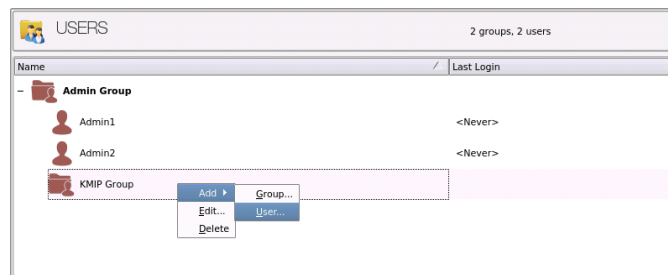 USERS
2 groups, 2 users
Name
Last Login
Admin Group
Admin1
<Never>
Admin2
<Never>
KMIP Group
Add
Group...
Edit...
User...
Delete